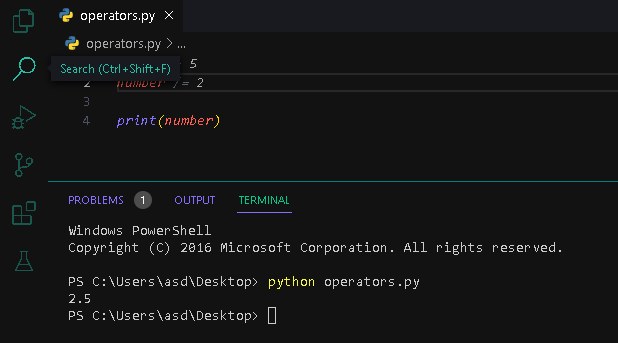 operators.py ×
operators.py > ...
Search (Ctrl+Shift+F) 5
2 number /= 2
3
4 print(number)
PROBLEMS 1 OUTPUT TERMINAL
Windows PowerShell
Copyright (C) 2016 Microsoft Corporation. All rights reserved.
PS C:\Users\asd\Desktop> python operators.py
2.5
PS C:\Users\asd\Desktop>